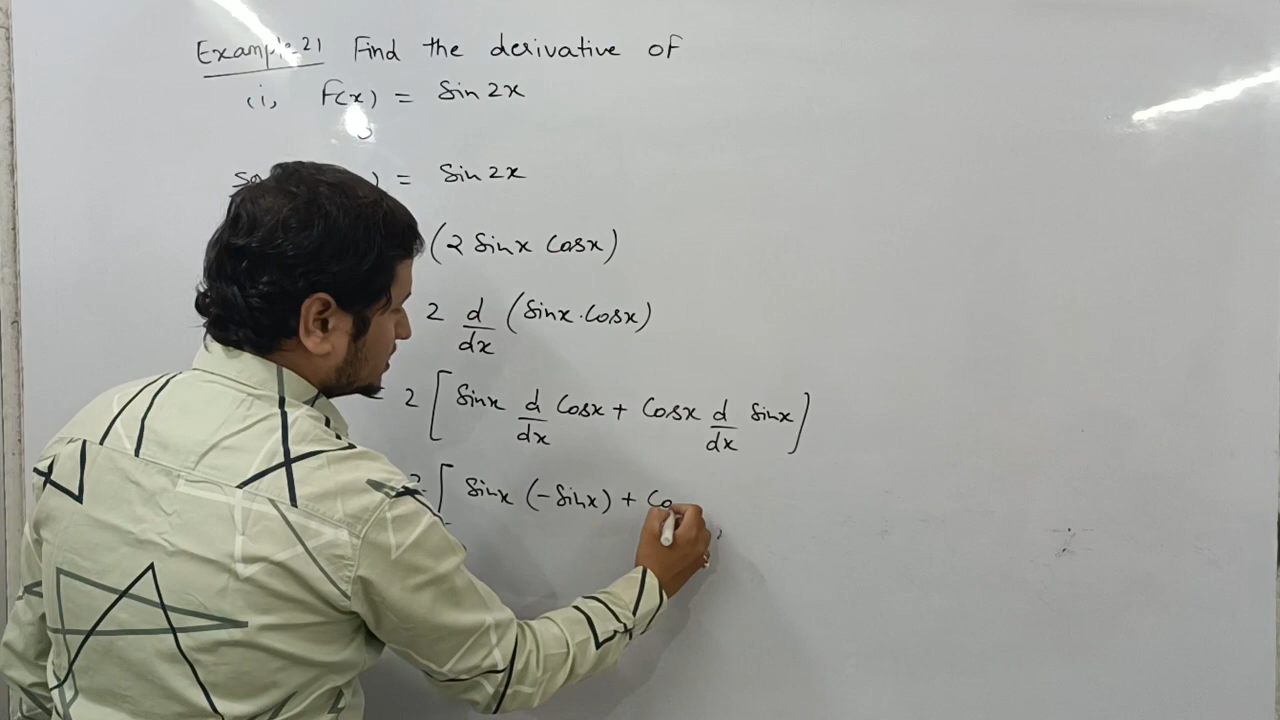 Example-21 Find the derivative of
(i) F(x) = Sin 2x
= Sin 2x
(2 Sinx Cosx)
2 d/dx (Sinx·Cosx)
2 [Sinx d/dx Cosx + Cosx d/dx Sinx]
2 [Sinx (-Sinx) + Co